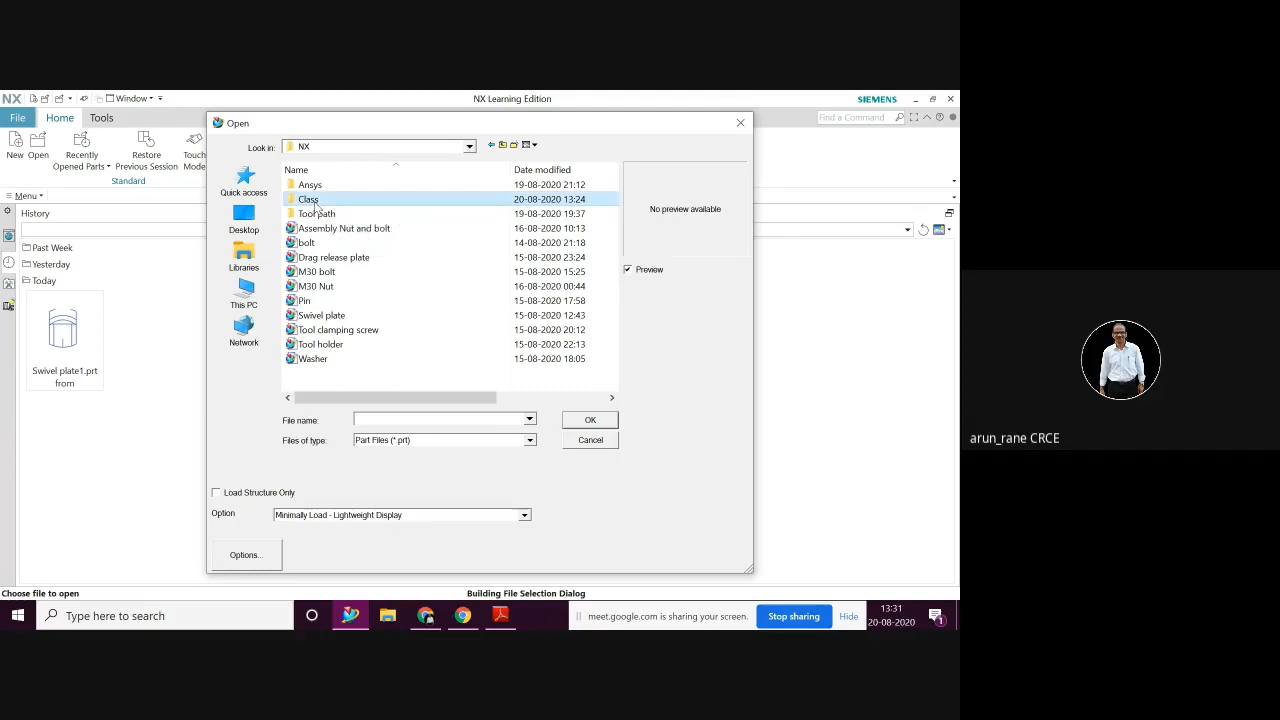 NX
Window
NX Learning Edition
SIEMENS
File
Home
Tools
Find a Command
New
Open
Recently
Opened Parts
Restore
Previous Session
Touch
Mode
Standard
Menu
History
Past Week
Yesterday
Today
Swivel plate1.prt
from
Open
Look in:
NX
Quick access
Desktop
Libraries
This PC
Network
Name
Date modified
Ansys
19-08-2020 21:12
Class
20-08-2020 13:24
Tool path
19-08-2020 19:37
Assembly Nut and bolt
16-08-2020 10:13
bolt
14-08-2020 21:18
Drag release plate
15-08-2020 23:24
M30 bolt
15-08-2020 15:25
M30 Nut
16-08-2020 00:44
Pin
15-08-2020 17:58
Swivel plate
15-08-2020 12:43
Tool clamping screw
15-08-2020 20:12
Tool holder
15-08-2020 22:13
Washer
15-08-2020 18:05
No preview available
Preview
File name:
OK
Files of type:
Part Files (*.prt)
Cancel
Load Structure Only
Option
Minimally Load - Lightweight Display
Options...
Choose file to open
Building File Selection Dialog
Type here to search
meet.google.com is sharing your screen.
Stop sharing
Hide
13:31
20-08-2020
1
arun_rane CRCE